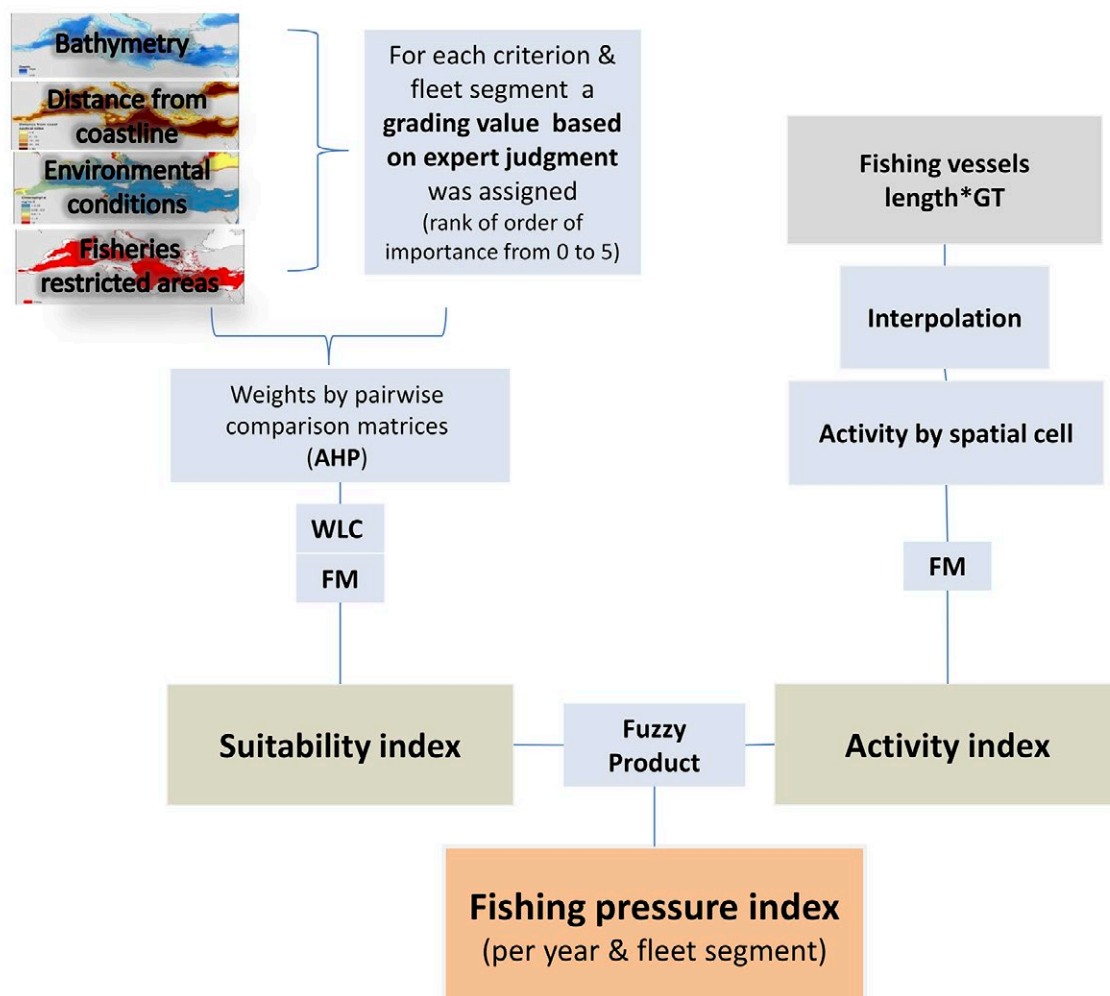 Bathymetry
Distance from
coastline
Environmental
conditions
Fisheries
restricted areas
For each criterion &
fleet segment a
grading value based
on expert judgment
was assigned
(rank of order of
importance from 0 to 5)
Weights by pairwise
comparison matrices
(AHP)
WLC
FM
Suitability index
Fishing vessels
length*GT
Interpolation
Activity by spatial cell
FM
Activity index
Fuzzy
Product
Fishing pressure index
(per year & fleet segment)